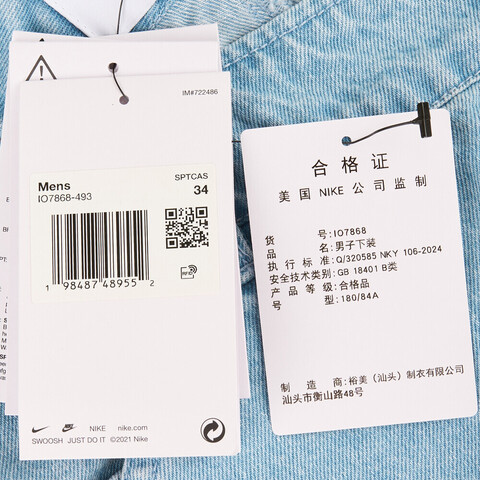 IM#722486
SPTCAS
Mens 34
IO7868-493
RFID
1 98487 48955 2
NIKE nike.com
SWOOSH JUST DO IT ©2021 Nike
合格证
美国 NIKE 公司监制
货号:IO7868
品名:男子下装
执行标准:Q/320585 NKY 106-2024
安全技术类别:GB 18401 B类
产品等级:合格品
号型:180/84A
制造商:裕美（汕头）制衣有限公司
汕头市衡山路48号